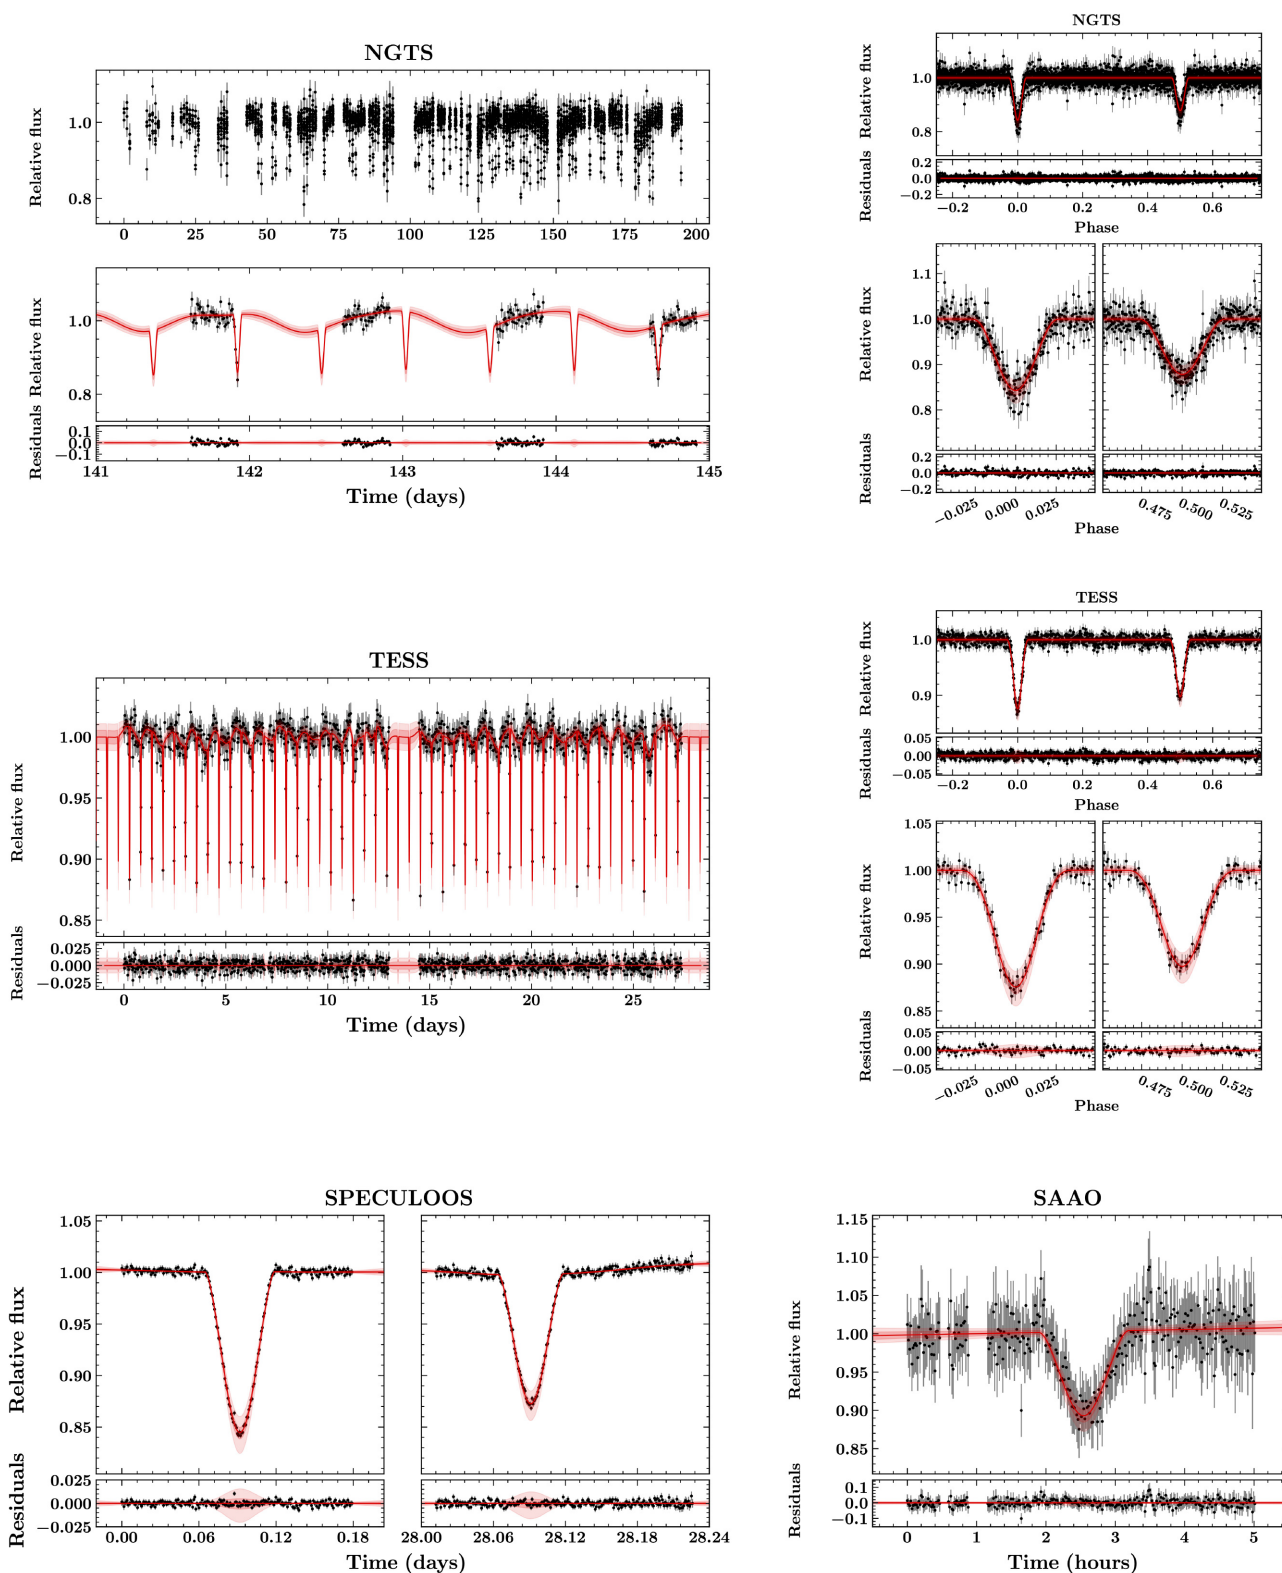 NGTS
Relative flux
1.0
0.8
0 25 50 75 100 125 150 175 200
Relative flux
1.0
0.8
Residuals
0.1
0.0
−0.1
141 142 143 144 145
Time (days)
NGTS
Relative flux
1.0
0.8
Residuals
0.2
0.0
−0.2
−0.2 0.0 0.2 0.4 0.6
Phase
Relative flux
1.1
1.0
0.9
0.8
Residuals
0.2
0.0
−0.2
−0.025 0.000 0.025 0.475 0.500 0.525
Phase
TESS
Relative flux
1.00
0.95
0.90
0.85
Residuals
0.025
0.000
−0.025
0 5 10 15 20 25
Time (days)
TESS
Relative flux
1.0
0.9
Residuals
0.05
0.00
−0.05
−0.2 0.0 0.2 0.4 0.6
Phase
Relative flux
1.05
1.00
0.95
0.90
0.85
Residuals
0.05
0.00
−0.05
−0.025 0.000 0.025 0.475 0.500 0.525
Phase
SPECULOOS
Relative flux
1.05
1.00
0.95
0.90
0.85
Residuals
0.025
0.000
−0.025
0.00 0.06 0.12 0.18 28.00 28.06 28.12 28.18 28.24
Time (days)
SAAO
Relative flux
1.15
1.10
1.05
1.00
0.95
0.90
0.85
Residuals
0.1
0.0
−0.1
0 1 2 3 4 5
Time (hours)